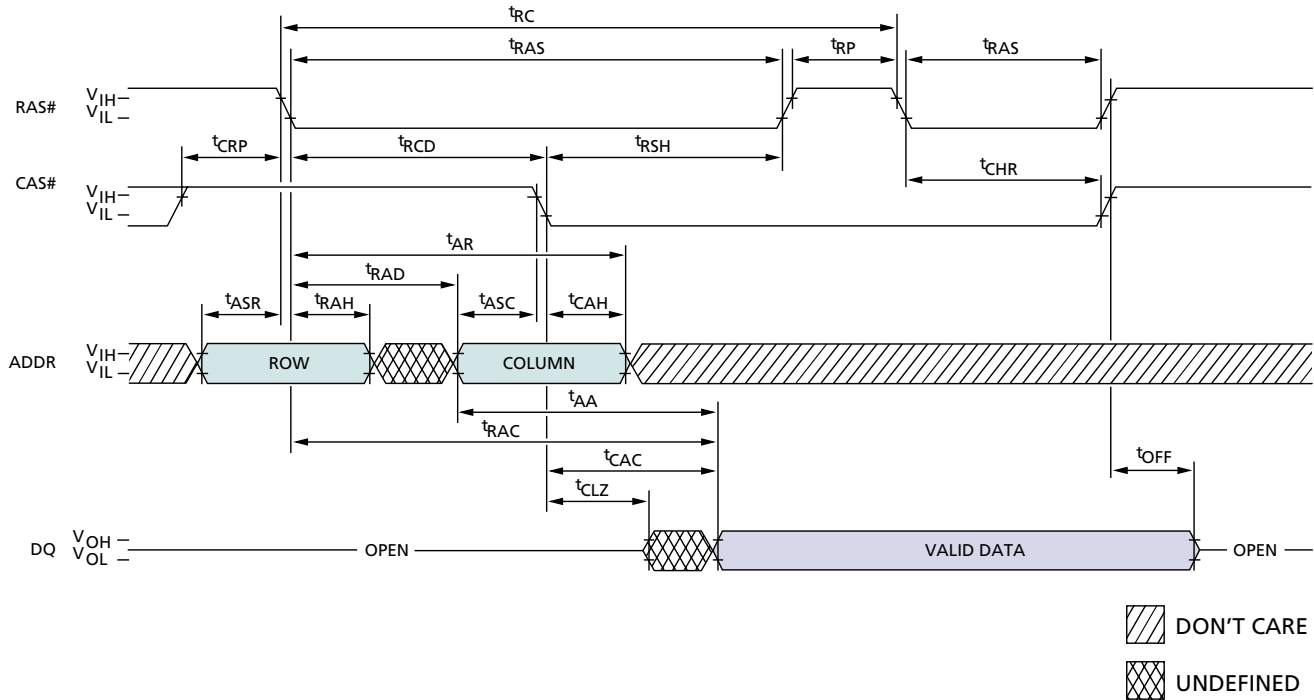 tRC
tRAS tRP tRAS
RAS# VIH
VIL
tCRP tRCD tRSH
tCHR
CAS# VIH
VIL
tAR
tRAD
tASR tRAH tASC tCAH
ADDR VIH
VIL
ROW COLUMN
tAA
tRAC
tCAC
tOFF
tCLZ
DQ VOH
VOL
OPEN VALID DATA OPEN
DON'T CARE
UNDEFINED